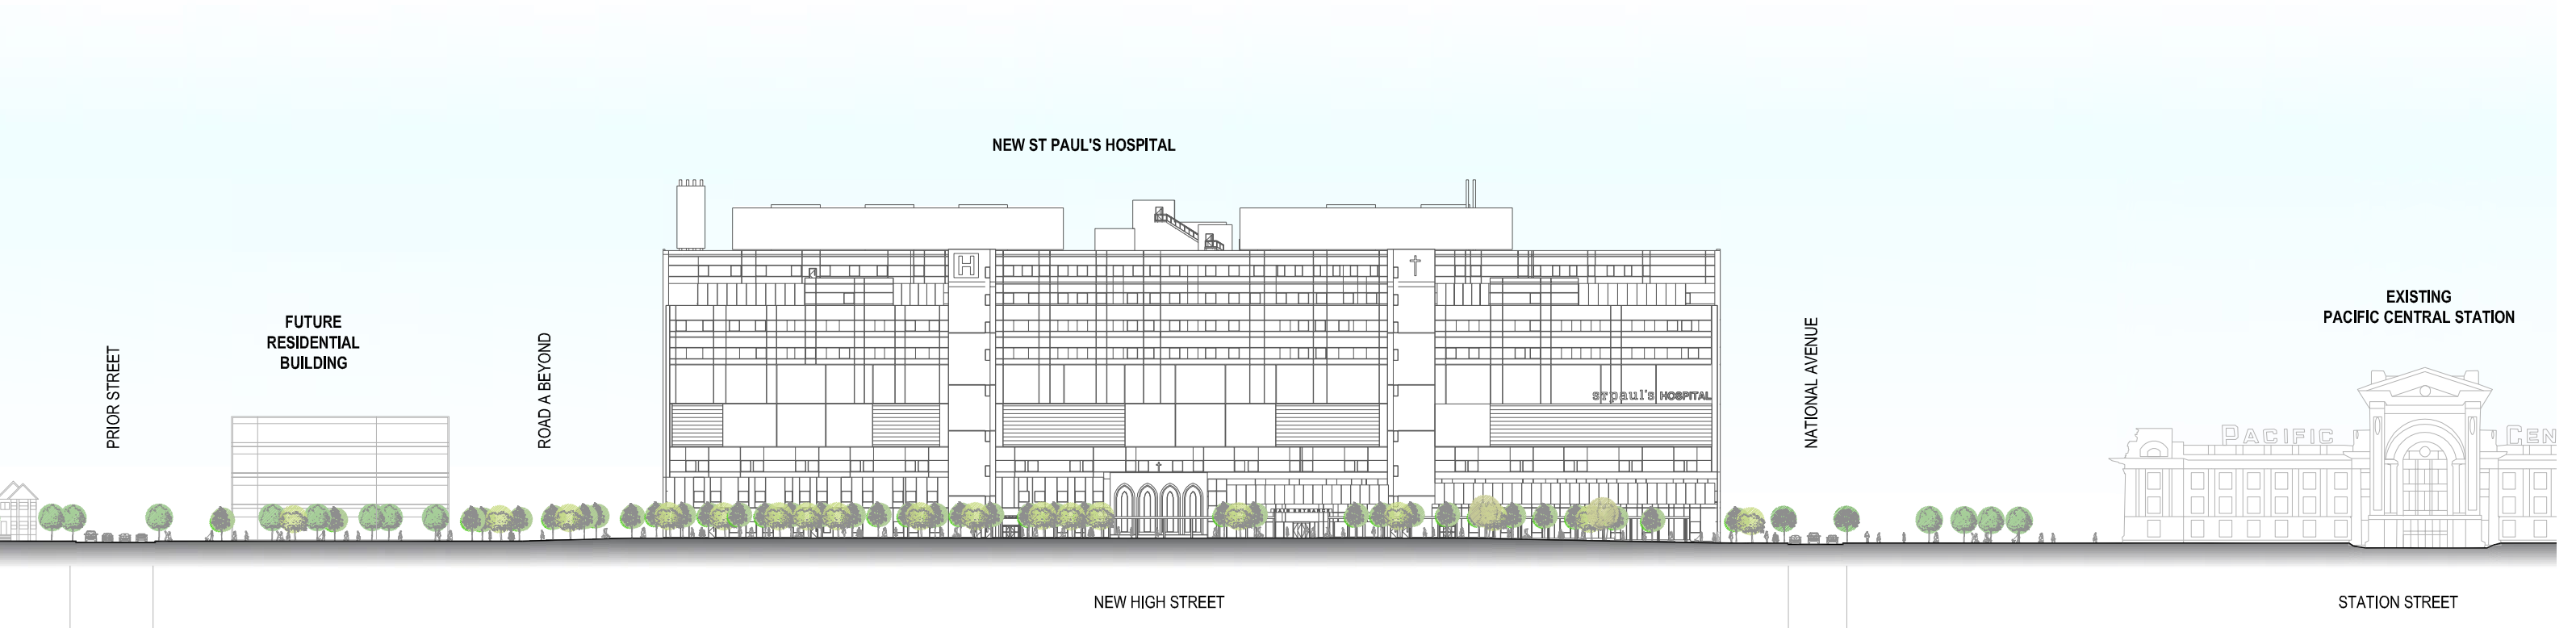 NEW ST PAUL'S HOSPITAL
H
EXISTING
PACIFIC CENTRAL STATION
FUTURE
RESIDENTIAL
BUILDING
PRIOR STREET
ROAD A BEYOND
NATIONAL AVENUE
st paul's HOSPITAL
PACIFIC CEN
NEW HIGH STREET
STATION STREET